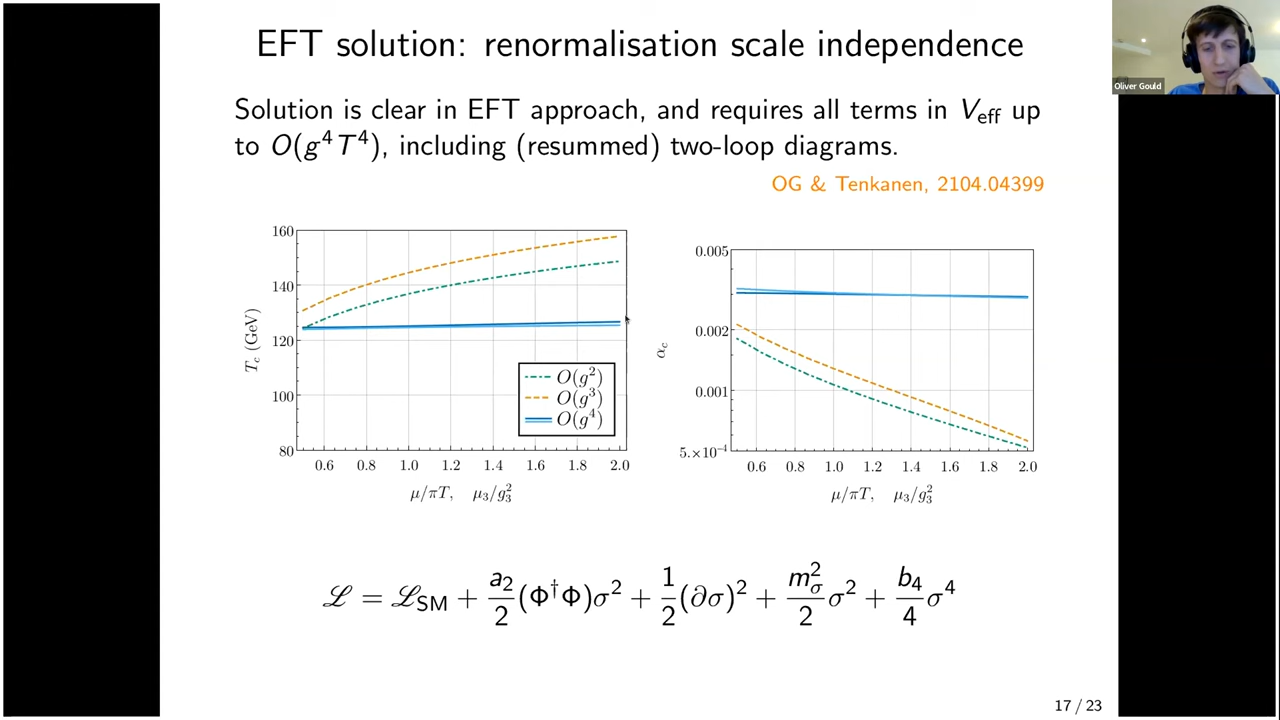 EFT solution: renormalisation scale independence
Oliver Gould
Solution is clear in EFT approach, and requires all terms in V_eff up
to O(g⁴T⁴), including (resummed) two-loop diagrams.
OG & Tenkanen, 2104.04399
160
140
120
100
80
T_c (GeV)
O(g²)
O(g³)
O(g⁴)
0.6 0.8 1.0 1.2 1.4 1.6 1.8 2.0
μ/πT, μ₃/g₃²
0.005
0.002
0.001
5.×10⁻⁴
α_c
0.6 0.8 1.0 1.2 1.4 1.6 1.8 2.0
μ/πT, μ₃/g₃²
ℒ = ℒ_SM + a₂/2 (Φ†Φ)σ² + 1/2 (∂σ)² + m_σ²/2 σ² + b₄/4 σ⁴
17 / 23